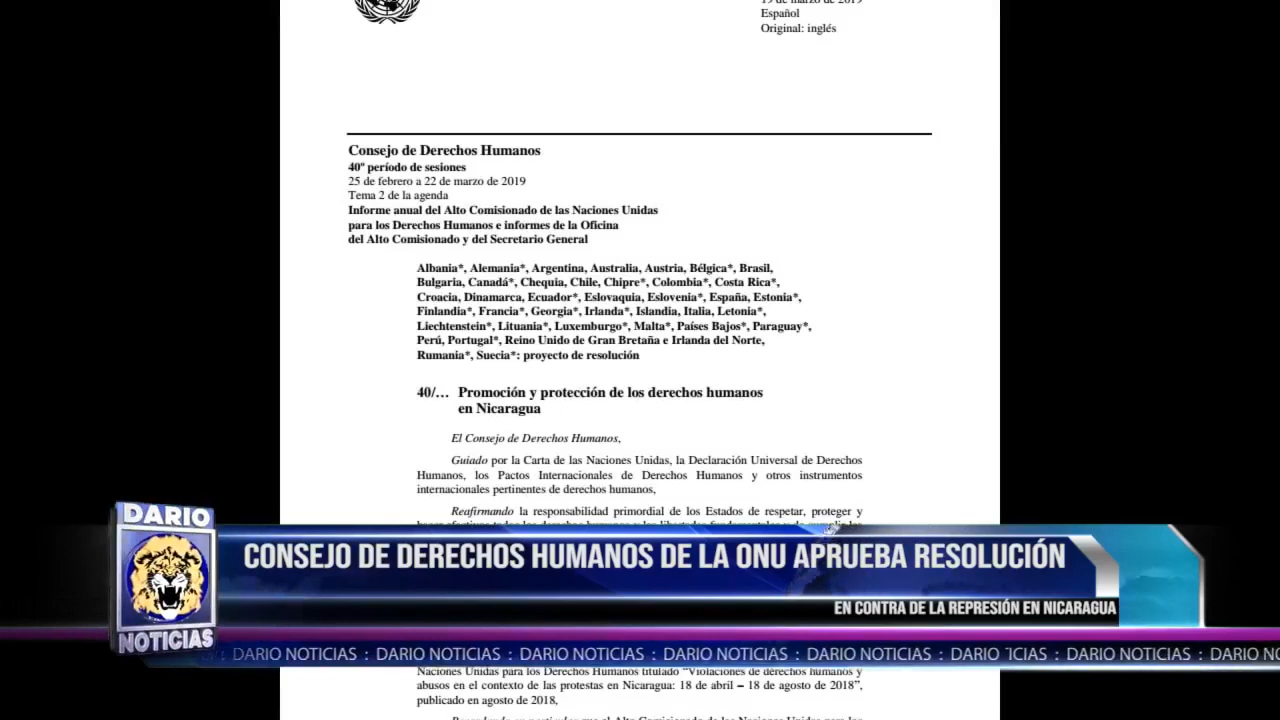 19 de marzo de 2019
Español
Original: inglés
Consejo de Derechos Humanos
40º período de sesiones
25 de febrero a 22 de marzo de 2019
Tema 2 de la agenda
Informe anual del Alto Comisionado de las Naciones Unidas
para los Derechos Humanos e informes de la Oficina
del Alto Comisionado y del Secretario General
Albania*, Alemania*, Argentina, Australia, Austria, Bélgica*, Brasil,
Bulgaria, Canadá*, Chequia, Chile, Chipre*, Colombia*, Costa Rica*,
Croacia, Dinamarca, Ecuador*, Eslovaquia, Eslovenia*, España, Estonia*,
Finlandia*, Francia*, Georgia*, Irlanda*, Islandia, Italia, Letonia*,
Liechtenstein*, Lituania*, Luxemburgo*, Malta*, Países Bajos*, Paraguay*,
Perú, Portugal*, Reino Unido de Gran Bretaña e Irlanda del Norte,
Rumania*, Suecia*: proyecto de resolución
40/… Promoción y protección de los derechos humanos
en Nicaragua
El Consejo de Derechos Humanos,
Guiado por la Carta de las Naciones Unidas, la Declaración Universal de Derechos
Humanos, los Pactos Internacionales de Derechos Humanos y otros instrumentos
internacionales pertinentes de derechos humanos,
Reafirmando la responsabilidad primordial de los Estados de respetar, proteger y
DARIO
NOTICIAS
CONSEJO DE DERECHOS HUMANOS DE LA ONU APRUEBA RESOLUCIÓN
EN CONTRA DE LA REPRESIÓN EN NICARAGUA
: DARIO NOTICIAS : DARIO NOTICIAS : DARIO NOTICIAS : DARIO NOTICIAS : DARIO NOTICIAS : DARIO ICIAS : DARIO NO
Naciones Unidas para los Derechos Humanos titulado “Violaciones de derechos humanos y
abusos en el contexto de las protestas en Nicaragua: 18 de abril – 18 de agosto de 2018”,
publicado en agosto de 2018,